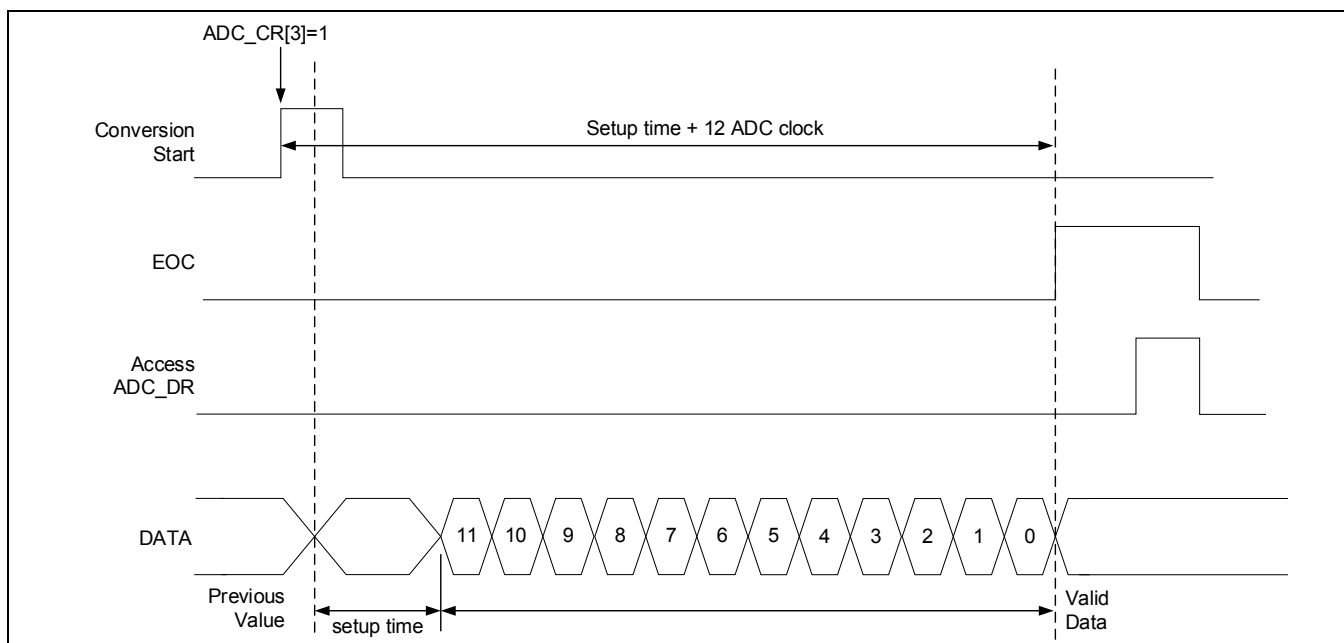 ADC_CR[3]=1
Conversion
Start
Setup time + 12 ADC clock
EOC
Access
ADC_DR
DATA
11 10 9 8 7 6 5 4 3 2 1 0
Previous
Value
setup time
Valid
Data